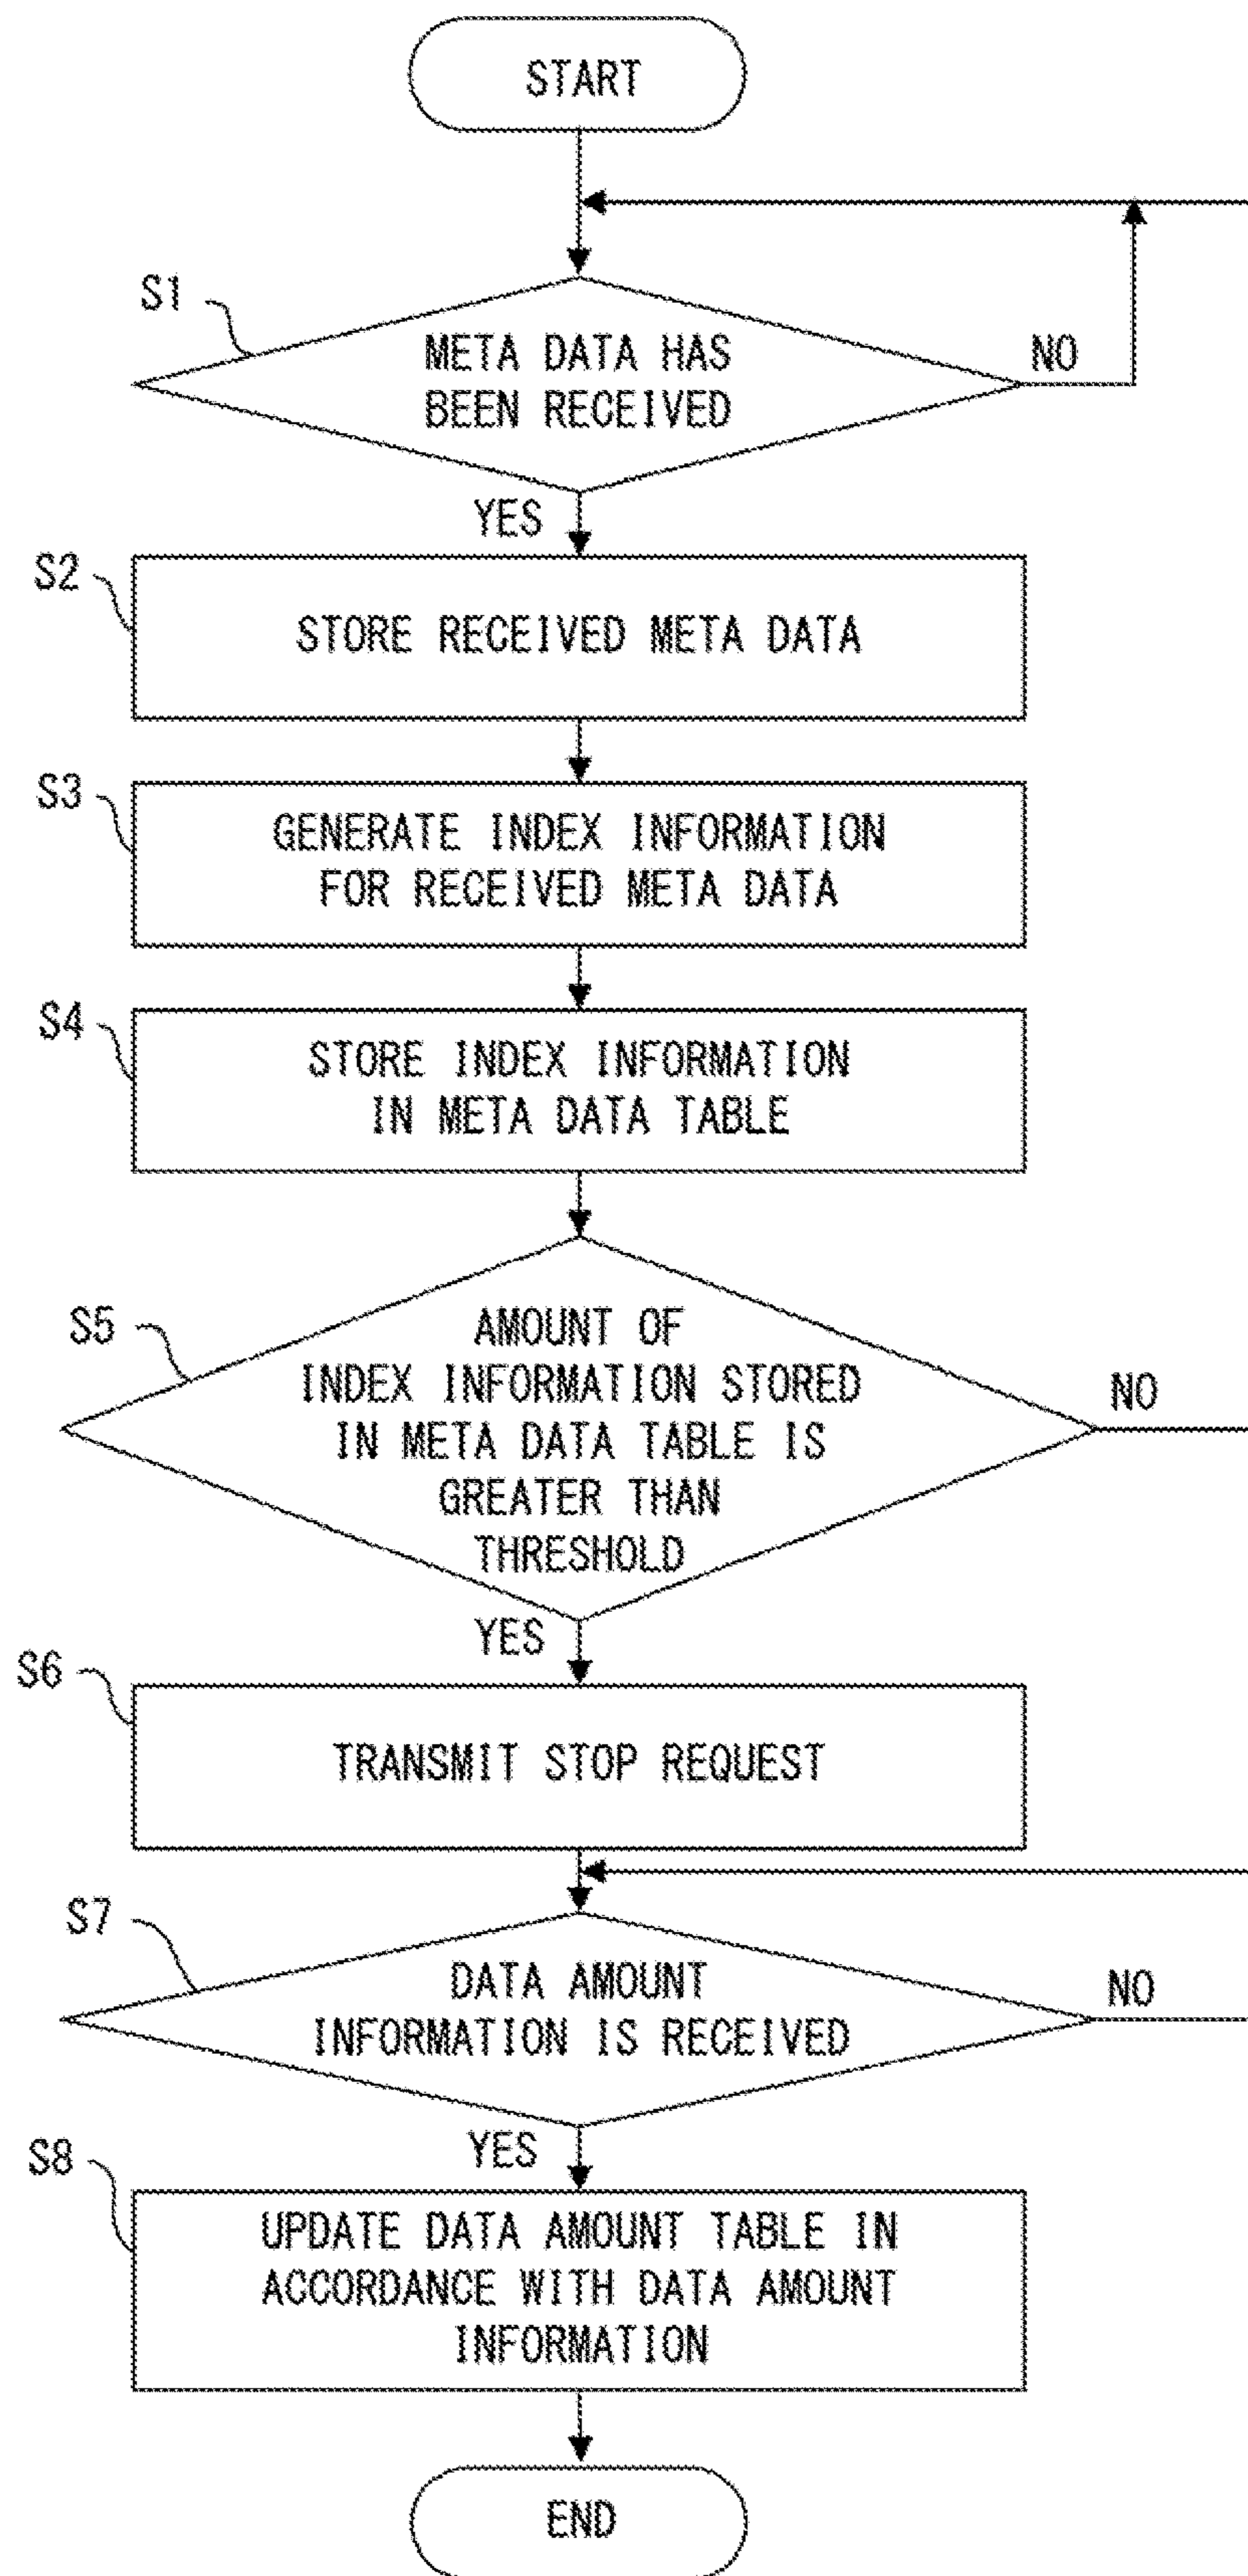 START
S1
META DATA HAS
BEEN RECEIVED
NO
YES
S2
STORE RECEIVED META DATA
S3
GENERATE INDEX INFORMATION
FOR RECEIVED META DATA
S4
STORE INDEX INFORMATION
IN META DATA TABLE
S5
AMOUNT OF
INDEX INFORMATION STORED
IN META DATA TABLE IS
GREATER THAN
THRESHOLD
NO
YES
S6
TRANSMIT STOP REQUEST
S7
DATA AMOUNT
INFORMATION IS RECEIVED
NO
YES
S8
UPDATE DATA AMOUNT TABLE IN
ACCORDANCE WITH DATA AMOUNT
INFORMATION
END